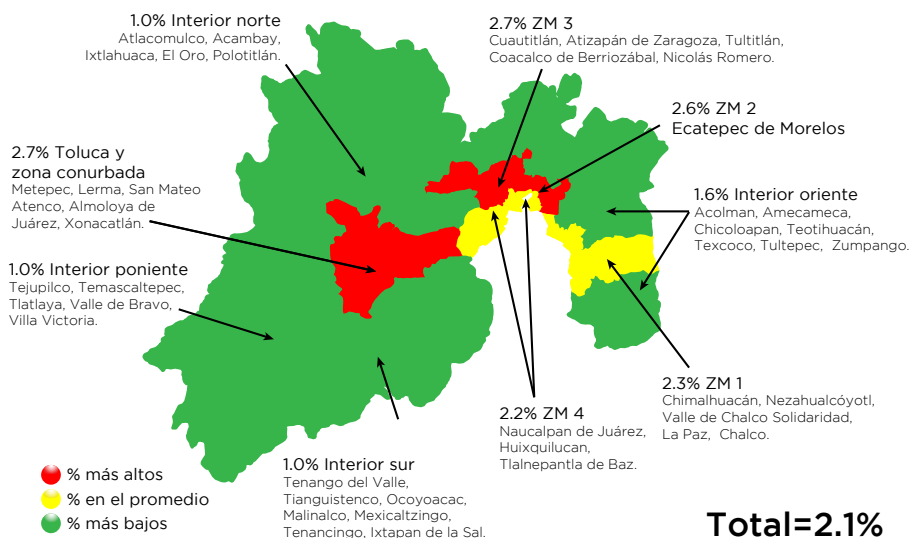 1.0% Interior norte
Atlacomulco, Acambay,
Ixtlahuaca, El Oro, Polotitlán.
2.7% ZM 3
Cuautitlán, Atizapán de Zaragoza, Tultitlán,
Coacalco de Berriozábal, Nicolás Romero.
2.6% ZM 2
Ecatepec de Morelos
2.7% Toluca y
zona conurbada
Metepec, Lerma, San Mateo
Atenco, Almoloya de
Juárez, Xonacatlán.
1.6% Interior oriente
Acolman, Amecameca,
Chicoloapan, Teotihuacán,
Texcoco, Tultepec, Zumpango.
1.0% Interior poniente
Tejupilco, Temascaltepec,
Tlatlaya, Valle de Bravo,
Villa Victoria.
2.3% ZM 1
Chimalhuacán, Nezahualcóyotl,
Valle de Chalco Solidaridad,
La Paz, Chalco.
2.2% ZM 4
Naucalpan de Juárez,
Huixquilucan,
Tlalnepantla de Baz.
1.0% Interior sur
Tenango del Valle,
Tianguistenco, Ocoyoacac,
Malinalco, Mexicaltzingo,
Tenancingo, Ixtapan de la Sal.
% más altos
% en el promedio
% más bajos
Total=2.1%